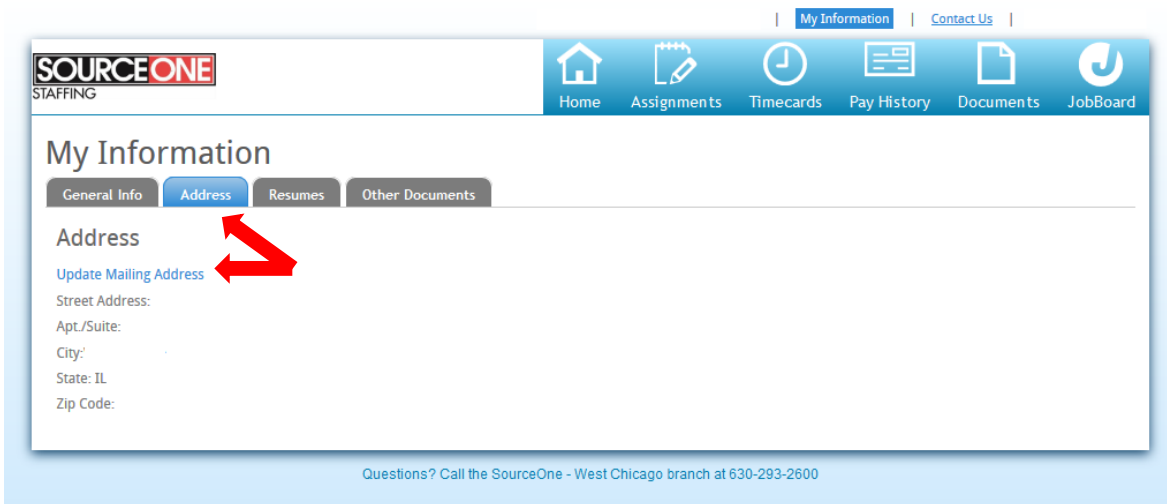 | My Information | Contact Us |
SOURCE ONE
STAFFING
Home Assignments Timecards Pay History Documents JobBoard
My Information
General Info Address Resumes Other Documents
Address
Update Mailing Address
Street Address:
Apt./Suite:
City:'
State: IL
Zip Code:
Questions? Call the SourceOne - West Chicago branch at 630-293-2600